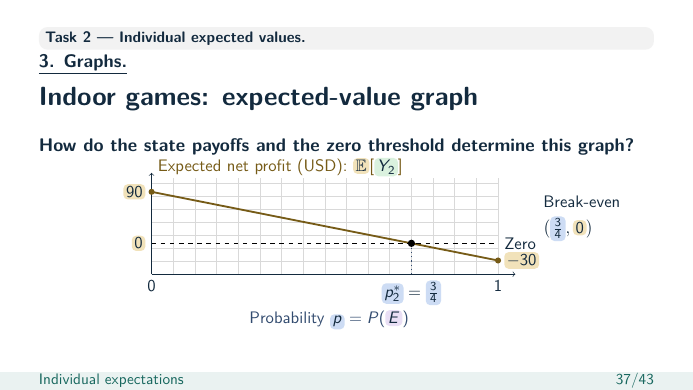 Task 2 — Individual expected values.
3. Graphs.
Indoor games: expected-value graph
How do the state payoffs and the zero threshold determine this graph?
Expected net profit (USD): 𝔼[Y₂]
90
Break-even
(3/4, 0)
0
Zero
−30
0
1
p₂* = 3/4
Probability p = P(E)
Individual expectations
37/43